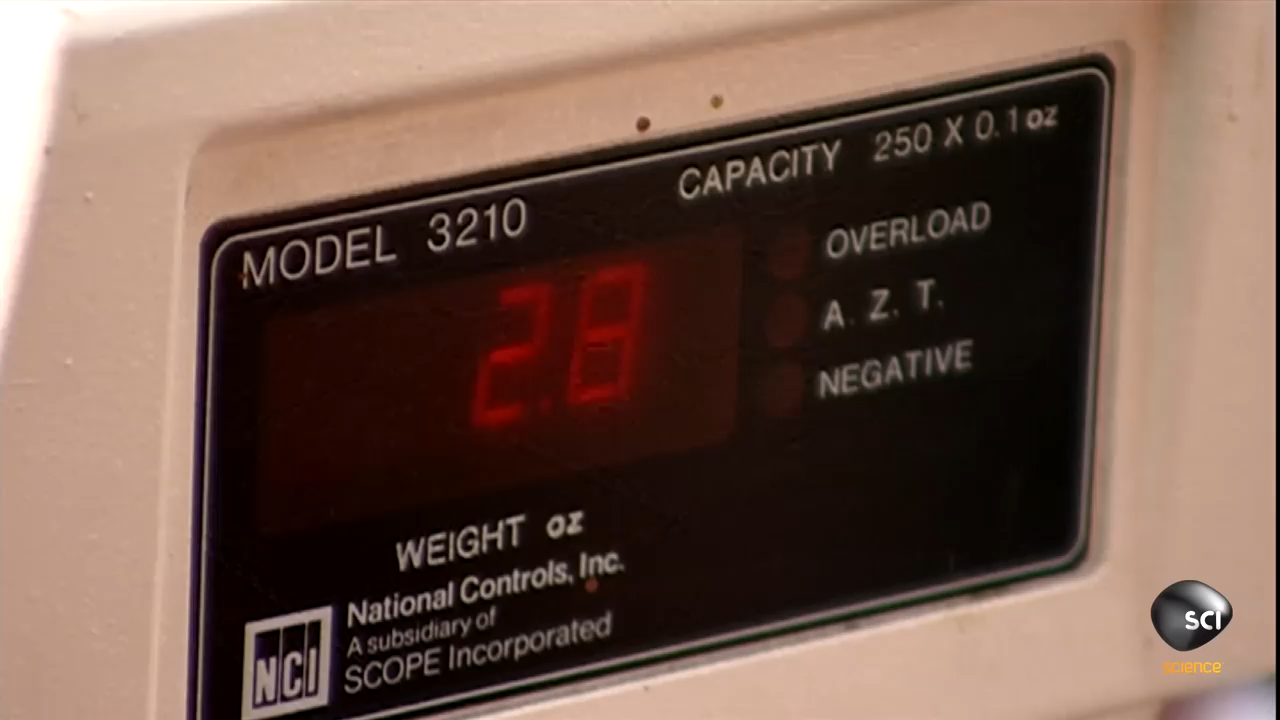 MODEL 3210
CAPACITY 250 X 0.1 oz
2.8
OVERLOAD
A. Z. T.
NEGATIVE
WEIGHT oz
NCI
National Controls, Inc.
A subsidiary of
SCOPE Incorporated
SCI
science